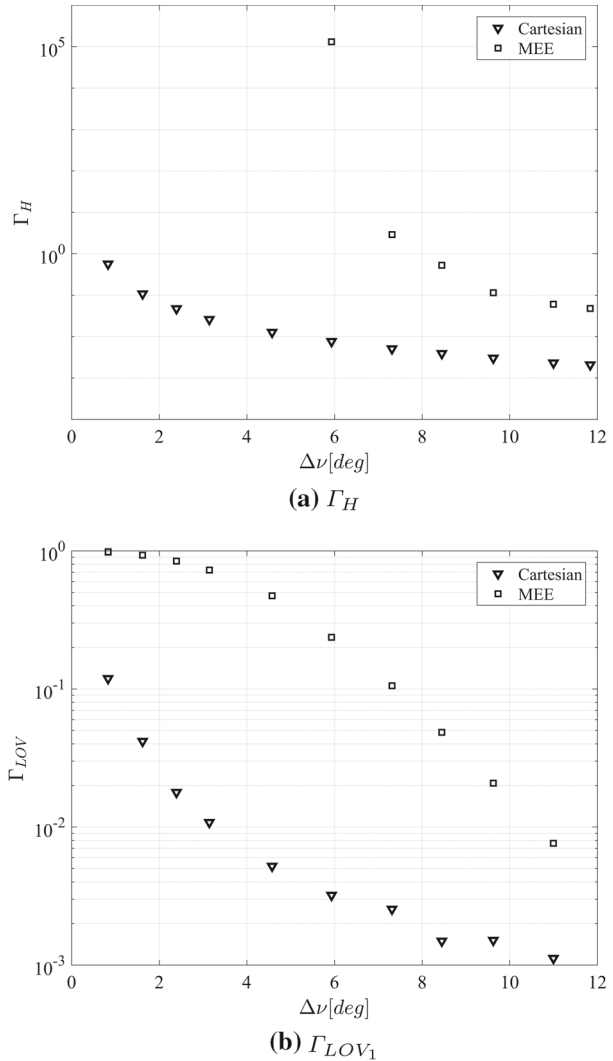 Cartesian
MEE
10^5
10^0
Γ_H
0 2 4 6 8 10 12
Δν[deg]
(a) Γ_H
10^0
Cartesian
MEE
10^-1
Γ_LOV
10^-2
10^-3
0 2 4 6 8 10 12
Δν[deg]
(b) Γ_LOV_1